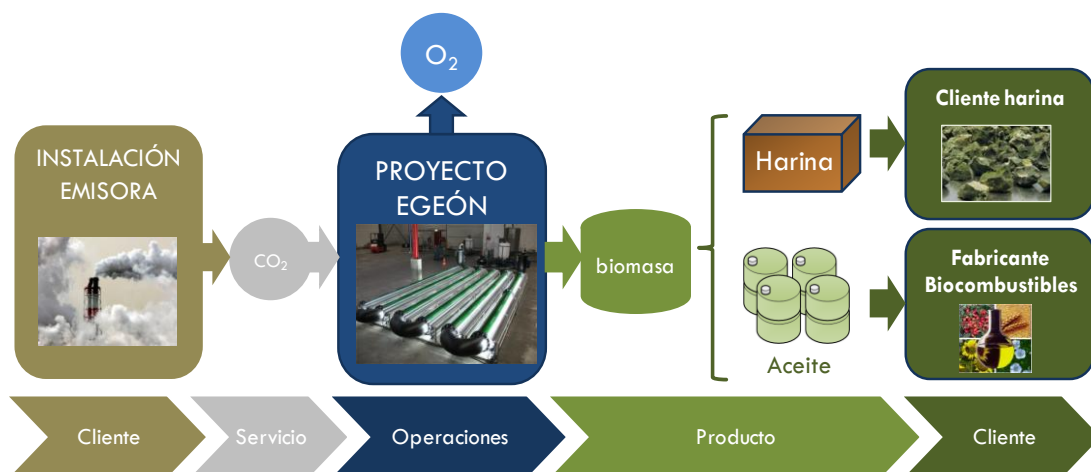 O₂
INSTALACIÓN
EMISORA
CO₂
PROYECTO
EGEÓN
biomasa
Harina
Aceite
Cliente harina
Fabricante
Biocombustibles
Cliente
Servicio
Operaciones
Producto
Cliente